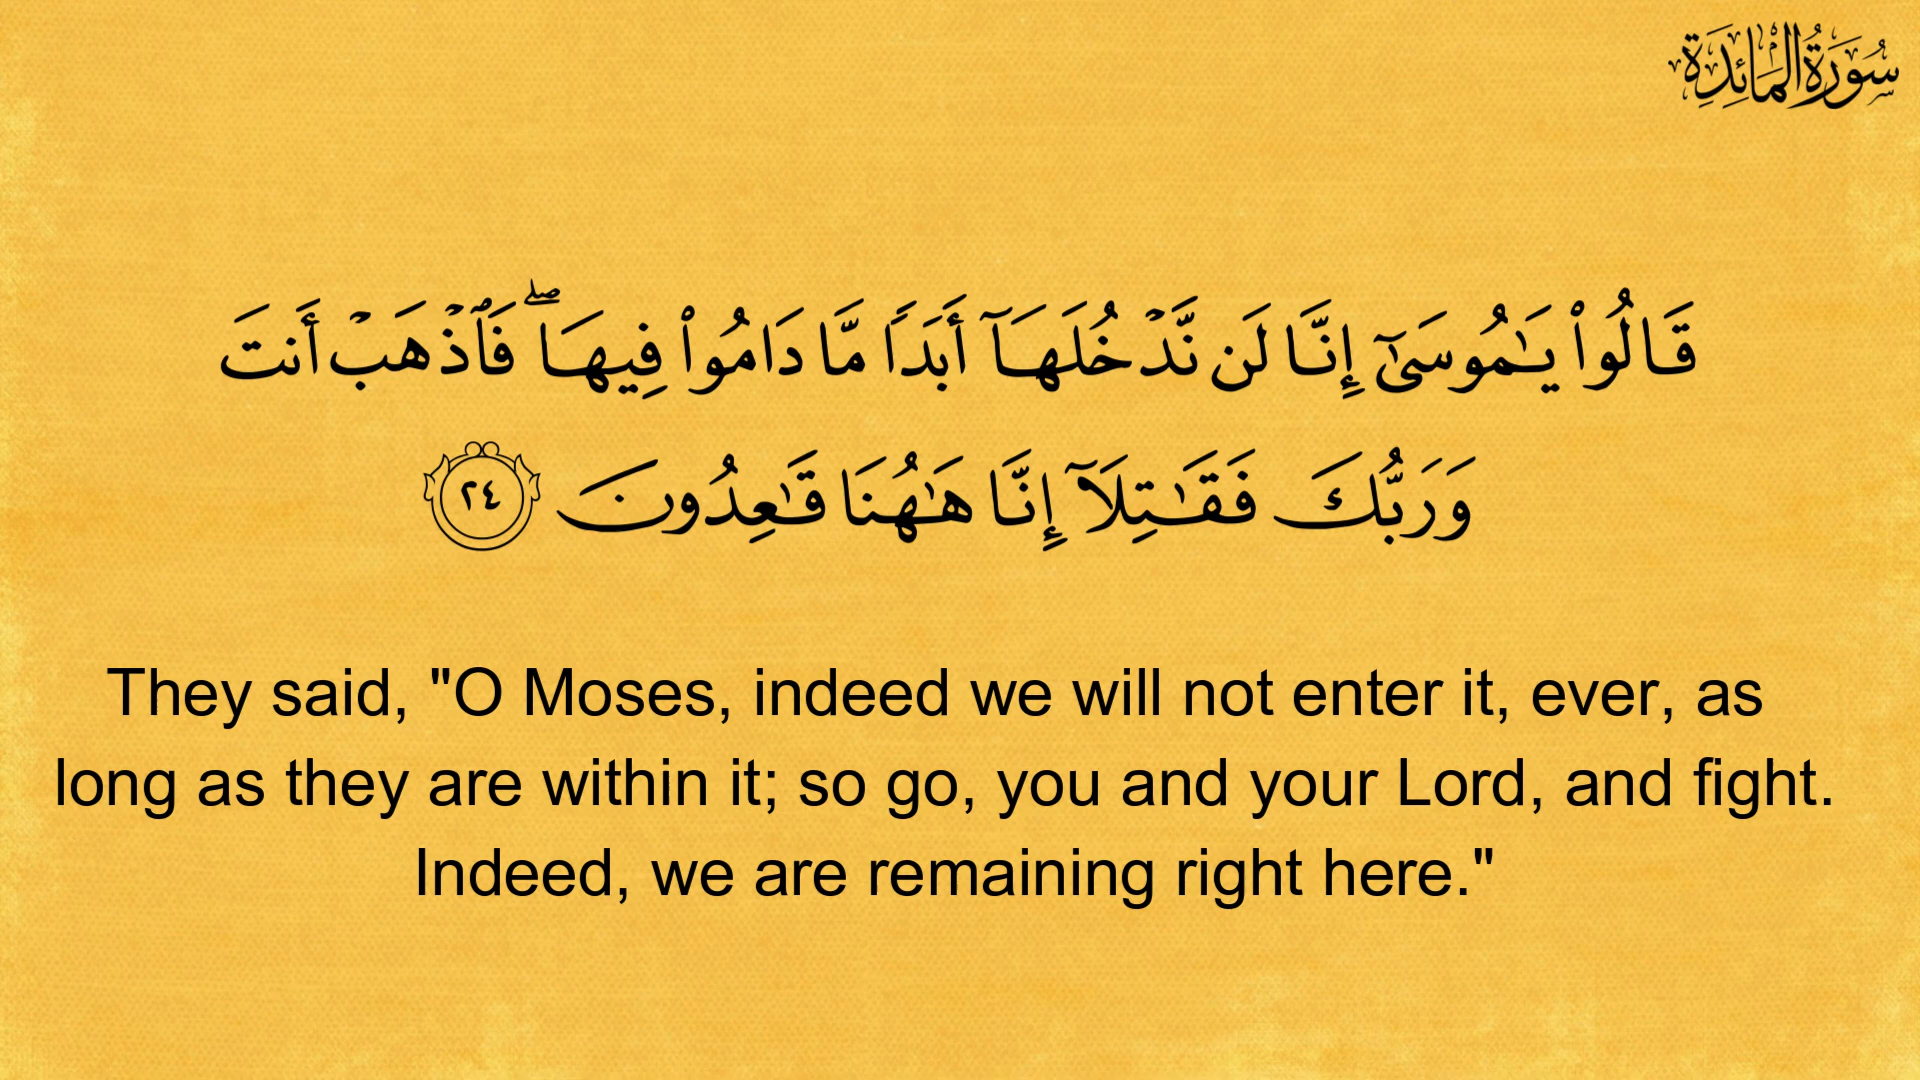 سُورَةُ الْمَائِدَةِ
قَالُوا۟ يَـٰمُوسَىٰٓ إِنَّا لَن نَّدْخُلَهَآ أَبَدًا مَّا دَامُوا۟ فِيهَا ۖ فَٱذْهَبْ أَنتَ
وَرَبُّكَ فَقَـٰتِلَآ إِنَّا هَـٰهُنَا قَـٰعِدُونَ ٢٤
They said, "O Moses, indeed we will not enter it, ever, as
long as they are within it; so go, you and your Lord, and fight.
Indeed, we are remaining right here."